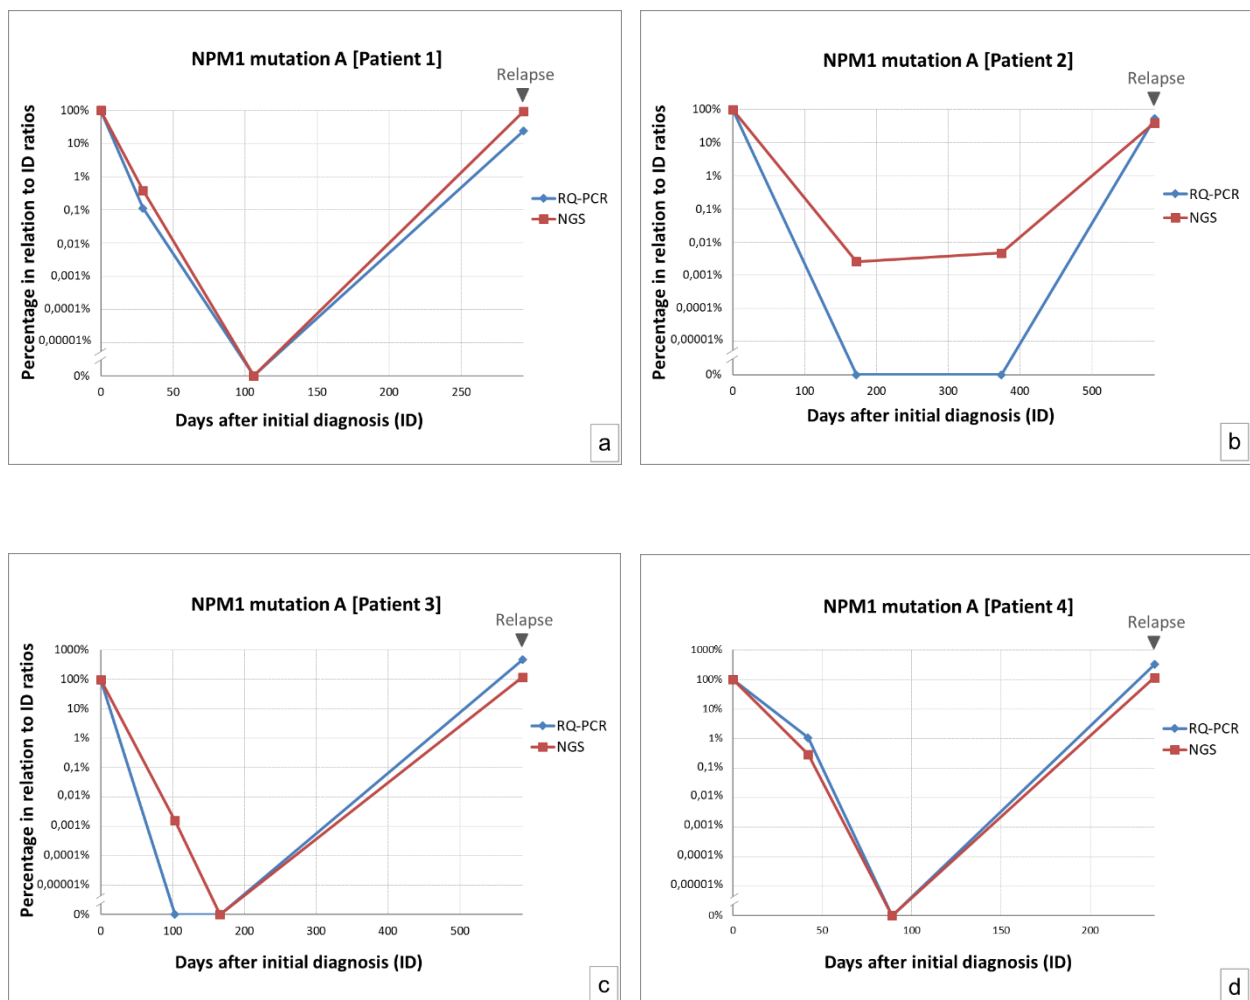 NPM1 mutation A [Patient 1]
Relapse
Percentage in relation to ID ratios
100%
10%
1%
0,1%
0,01%
0,001%
0,0001%
0,00001%
0%
0 50 100 150 200 250
Days after initial diagnosis (ID)
RQ-PCR
NGS
a
NPM1 mutation A [Patient 2]
Relapse
Percentage in relation to ID ratios
100%
10%
1%
0,1%
0,01%
0,001%
0,0001%
0,00001%
0%
0 100 200 300 400 500
Days after initial diagnosis (ID)
RQ-PCR
NGS
b
NPM1 mutation A [Patient 3]
Relapse
Percentage in relation to ID ratios
1000%
100%
10%
1%
0,1%
0,01%
0,001%
0,0001%
0,00001%
0%
0 100 200 300 400 500
Days after initial diagnosis (ID)
RQ-PCR
NGS
c
NPM1 mutation A [Patient 4]
Relapse
Percentage in relation to ID ratios
1000%
100%
10%
1%
0,1%
0,01%
0,001%
0,0001%
0,00001%
0%
0 50 100 150 200
Days after initial diagnosis (ID)
RQ-PCR
NGS
d